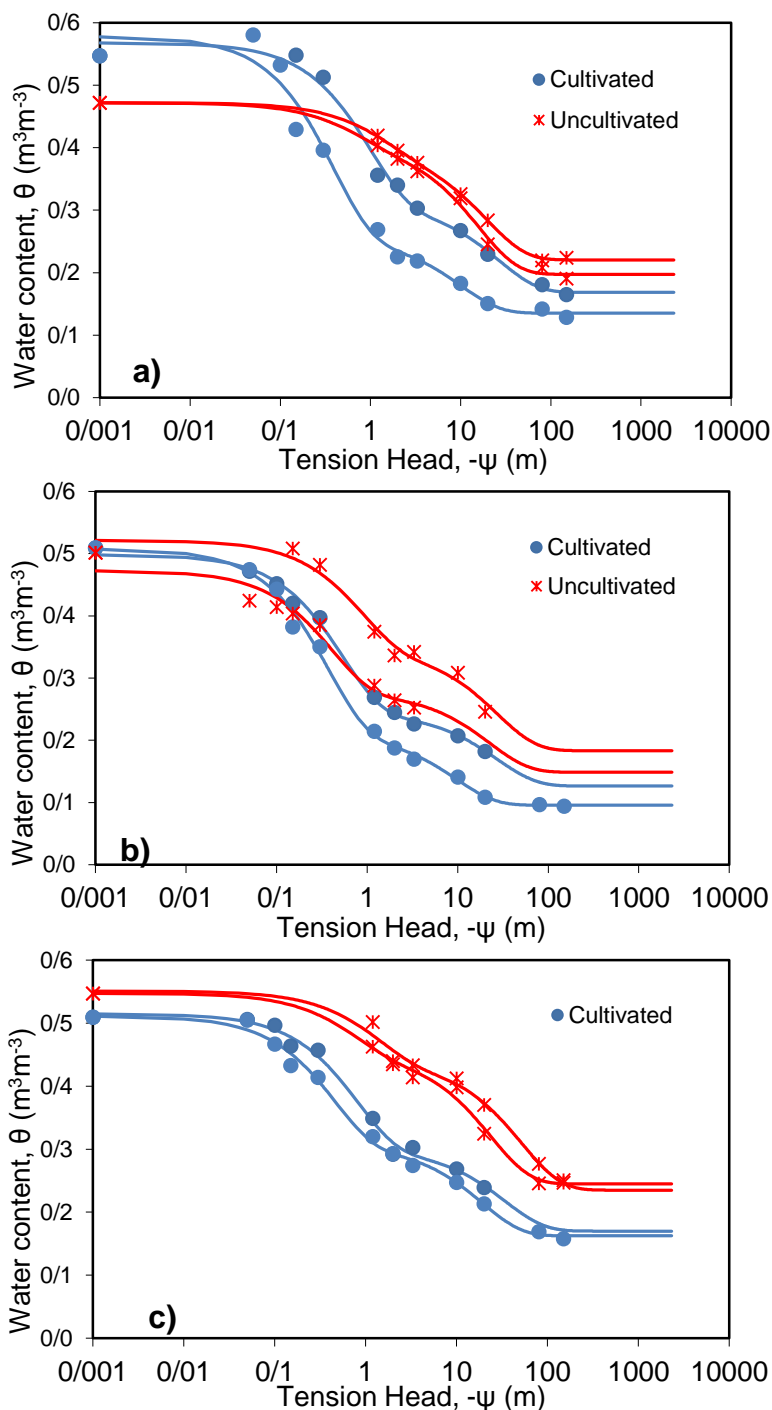 0/6
0/5
0/4
0/3
0/2
0/1
0/0
Water content, θ (m³m⁻³)
Cultivated
Uncultivated
a)
0/001 0/01 0/1 1 10 100 1000 10000
Tension Head, -ψ (m)
0/6
0/5
0/4
0/3
0/2
0/1
0/0
Water content, θ (m³m⁻³)
Cultivated
Uncultivated
b)
0/001 0/01 0/1 1 10 100 1000 10000
Tension Head, -ψ (m)
0/6
0/5
0/4
0/3
0/2
0/1
0/0
Water content, θ (m³m⁻³)
Cultivated
c)
0/001 0/01 0/1 1 10 100 1000 10000
Tension Head, -ψ (m)